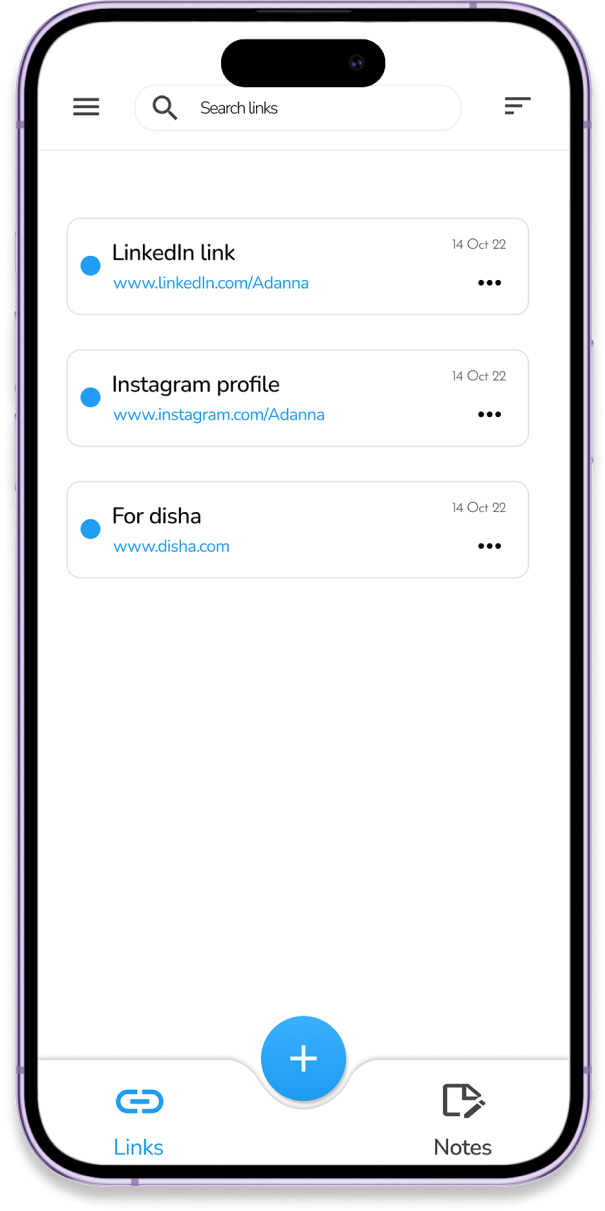 Search links
LinkedIn link
14 Oct 22
www.linkedIn.com/Adanna
Instagram profile
14 Oct 22
www.instagram.com/Adanna
For disha
14 Oct 22
www.disha.com
Links
Notes